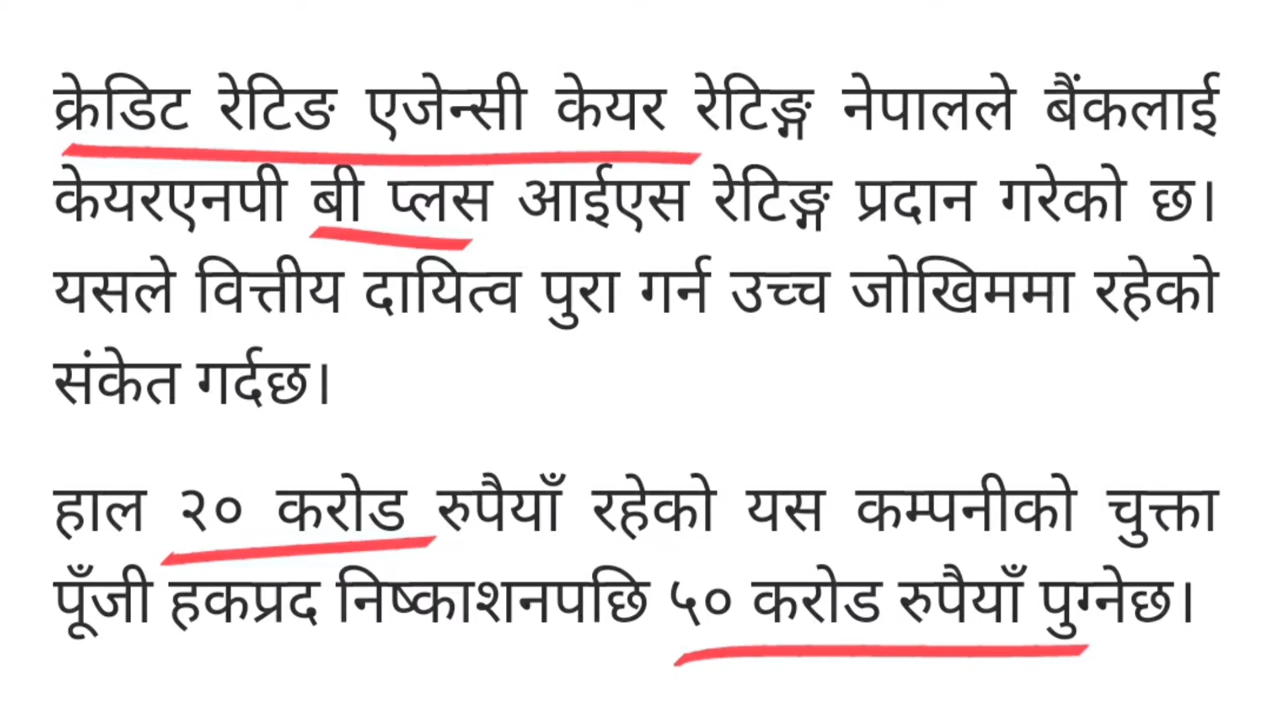 क्रेडिट रेटिङ एजेन्सी केयर रेटिङ्ग नेपालले बैंकलाई
केयरएनपी बी प्लस आईएस रेटिङ्ग प्रदान गरेको छ।
यसले वित्तीय दायित्व पुरा गर्न उच्च जोखिममा रहेको
संकेत गर्दछ।
हाल २० करोड रुपैयाँ रहेको यस कम्पनीको चुक्ता
पूँजी हकप्रद निष्काशनपछि ५० करोड रुपैयाँ पुग्नेछ।